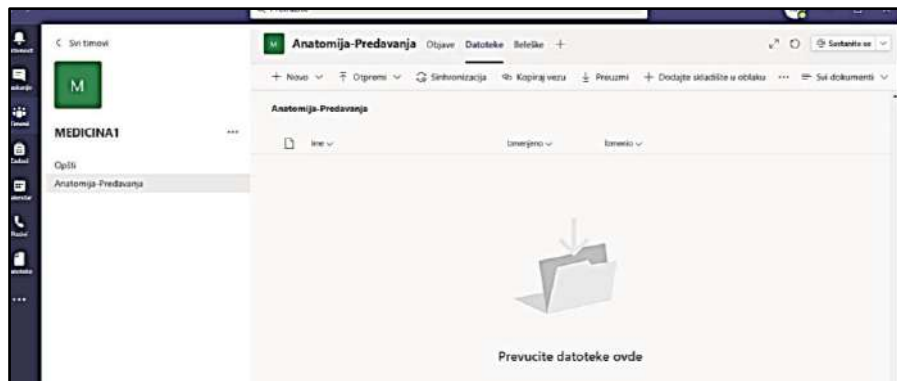 Svi timovi
M
MEDICINA1
Opšti
Anatomija-Predavanja
M Anatomija-Predavanja Objave Datoteke Beleške
Sastanite se
Novo Otpremi Sinhronizacija Kopiraj vezu Preuzmi Dodajte skladište u oblaku Svi dokumenti
Anatomija-Predavanja
Ime Izmenjeno Izmenio
Prevucite datoteke ovde